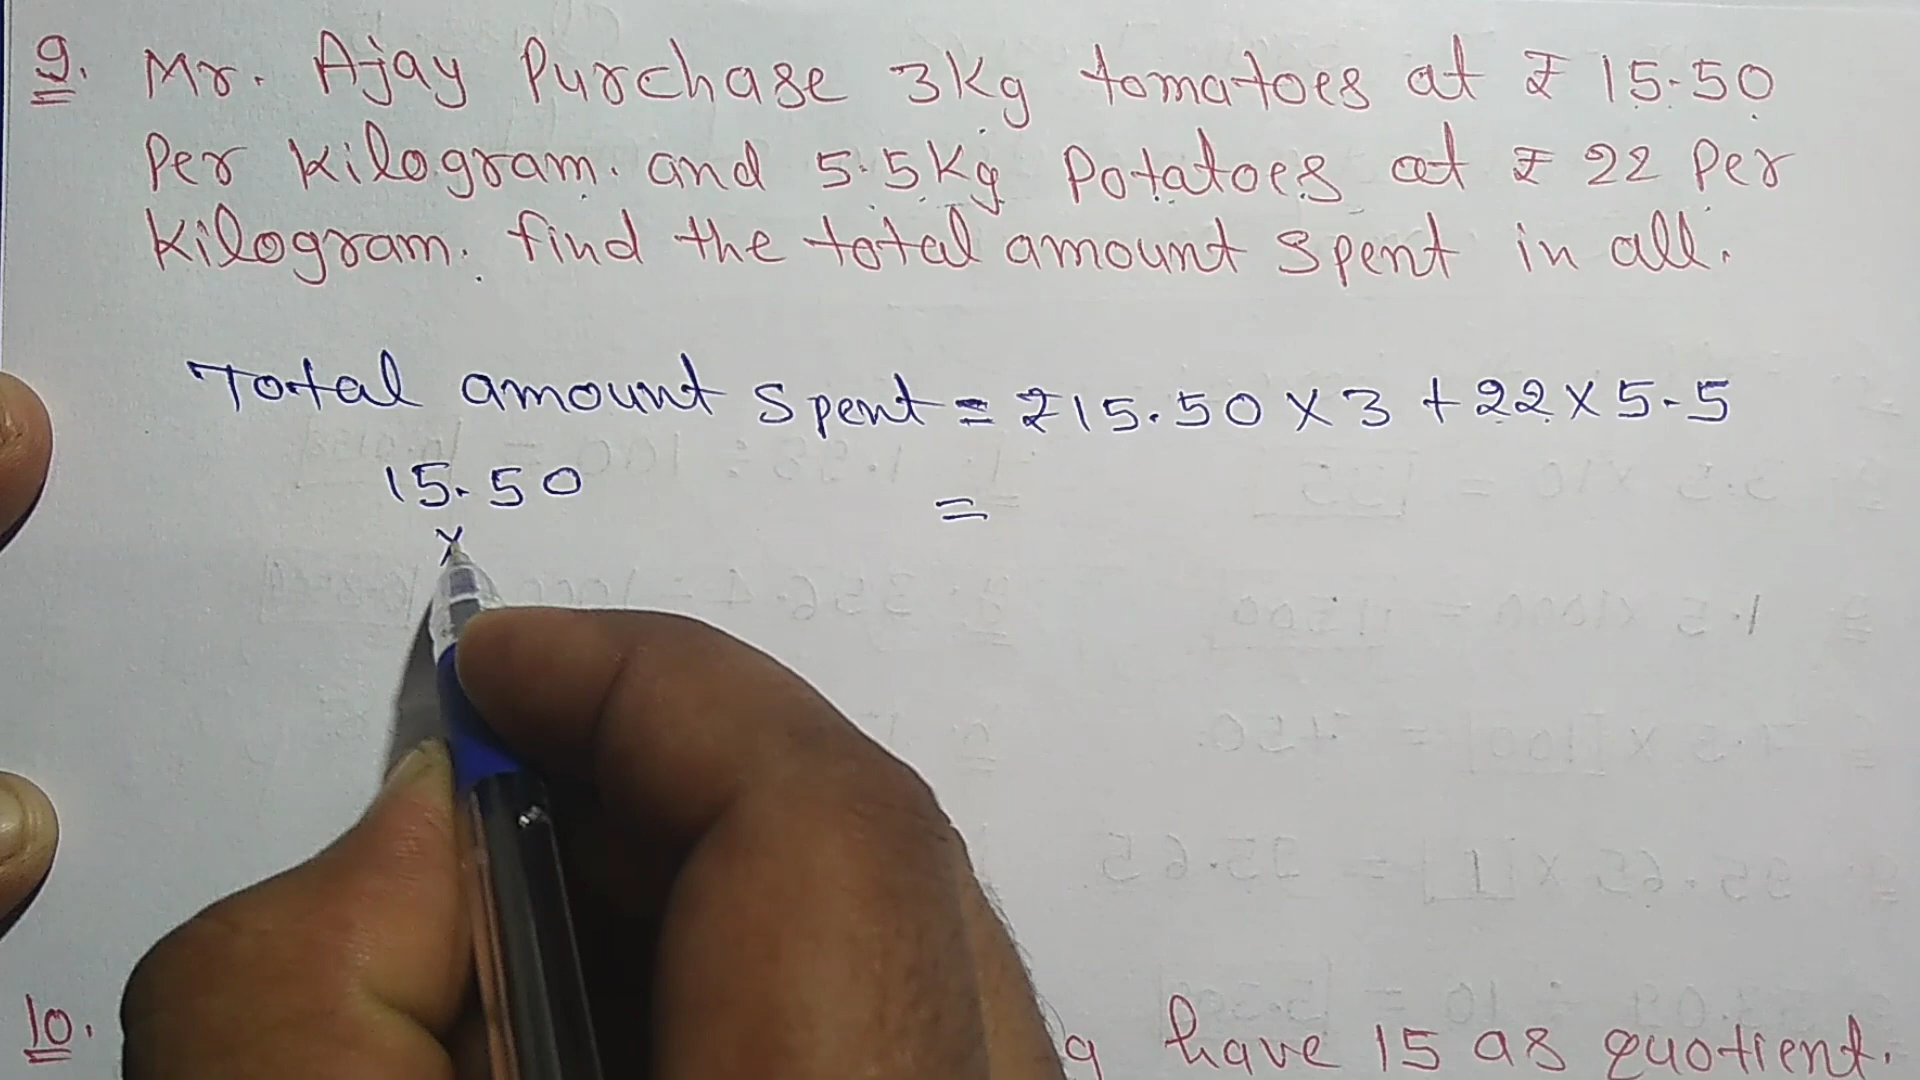 9. Mr. Ajay Purchase 3Kg tomatoes at ₹ 15.50
Per kilogram. and 5.5Kg Potatoes at ₹ 22 Per
kilogram. find the total amount spent in all.
Total amount spent = ₹15.50 × 3 + 22 × 5.5
15.50 =
×
10. have 15 as quotient.